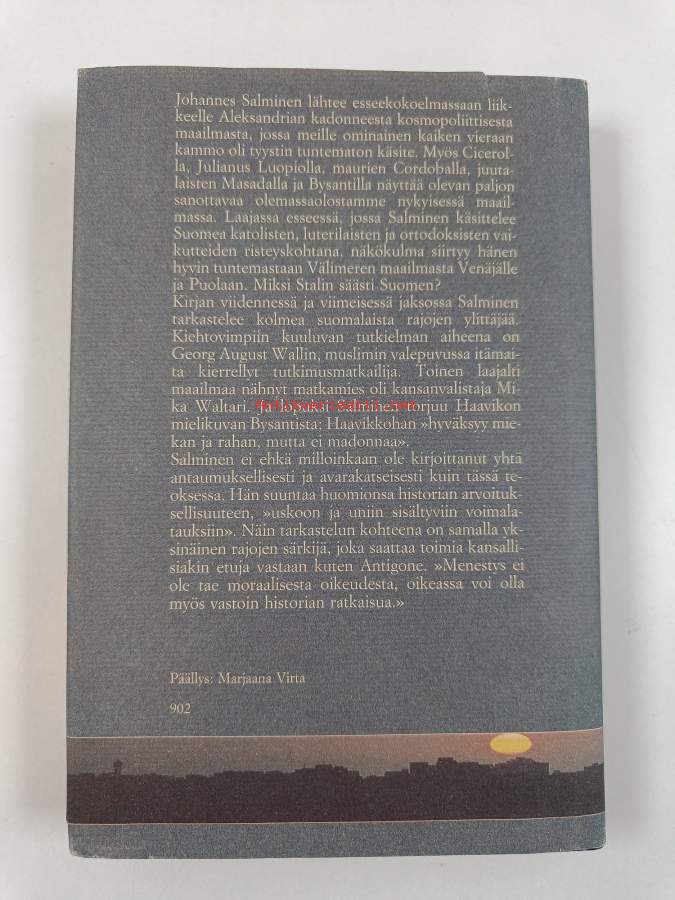 Johannes Salminen lähtee esseekokoelmassaan liik-
keelle Aleksandrian kadonneesta kosmopoliittisesta
maailmasta, jossa meille ominainen kaiken vieraan
kammo oli tyystin tuntematon käsite. Myös Cicerol-
la, Julianus Luopiolla, maurien Cordoballa, juuta-
laisten Masadalla ja Bysantilla näyttää olevan paljon
sanottavaa olemassaolostamme nykyisessä maail-
massa. Laajassa esseessä, jossa Salminen käsittelee
Suomea katolisten, luterilaisten ja ortodoksisten vai-
kutteiden risteyskohtana, näkökulma siirtyy hänen
hyvin tuntemastaan Välimeren maailmasta Venäjälle
ja Puolaan. Miksi Stalin säästi Suomen?
Kirjan viidennessä ja viimeisessä jaksossa Salminen
tarkastelee kolmea suomalaista rajojen ylittäjää.
Kiehtovimpiin kuuluvan tutkielman aiheena on
Georg August Wallin, muslimin valepuvussa itämai-
ta kierrellyt tutkimusmatkailija. Toinen laajalti
maailmaa nähnyt matkamies oli kansanvalistaja Mi-
ka Waltari. Salminen torjuu Haavikon
mielikuvan Bysantista: Haavikkohan »hyväksyy mie-
kan ja rahan, mutta ei madonnaa».
Salminen ei ehkä milloinkaan ole kirjoittanut yhtä
antaumuksellisesti ja avarakatseisesti kuin tässä te-
oksessa. Hän suuntaa huomionsa historian arvoituk-
sellisuuteen, »uskoon ja uniin sisältyviin voimala-
tauksiin». Näin tarkastelun kohteena on samalla yk-
sinäinen rajojen särkijä, joka saattaa toimia kansalli-
siakin etuja vastaan kuten Antigone. »Menestys ei
ole tae moraalisesta oikeudesta, oikeassa voi olla
myös vastoin historian ratkaisua.»
Päällys: Marjaana Virta
902